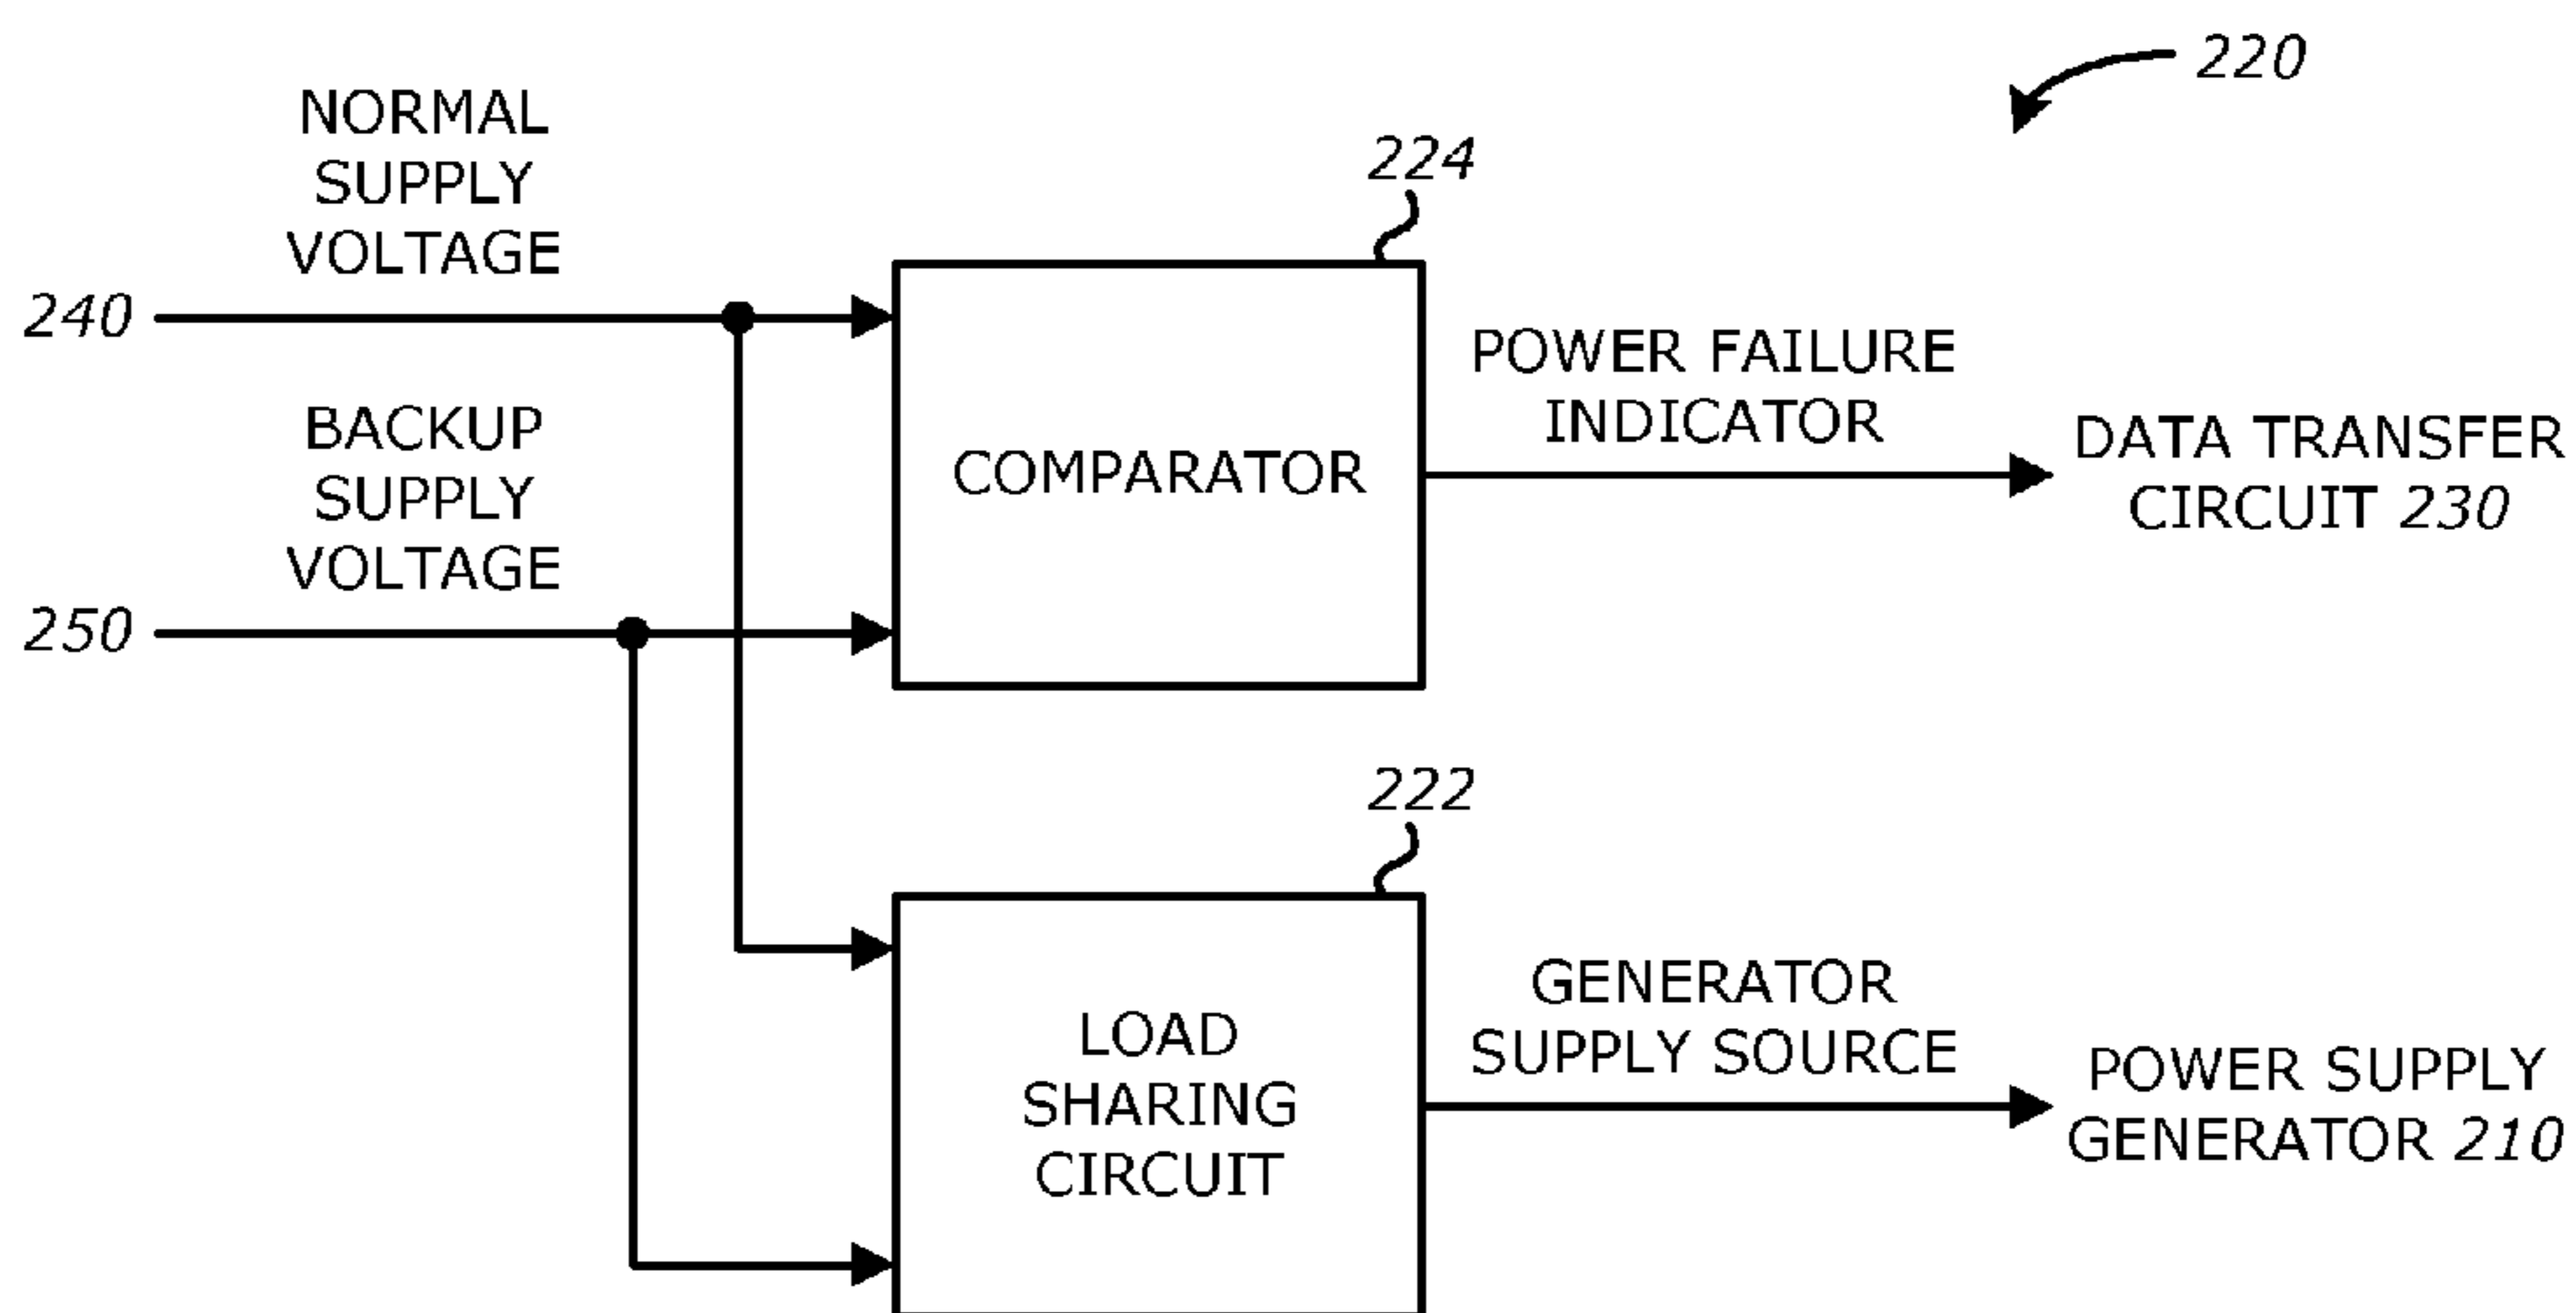 220
NORMAL
SUPPLY
VOLTAGE
224
240
POWER FAILURE
INDICATOR
BACKUP
SUPPLY
VOLTAGE
COMPARATOR
DATA TRANSFER
CIRCUIT 230
250
222
GENERATOR
SUPPLY SOURCE
LOAD
SHARING
CIRCUIT
POWER SUPPLY
GENERATOR 210